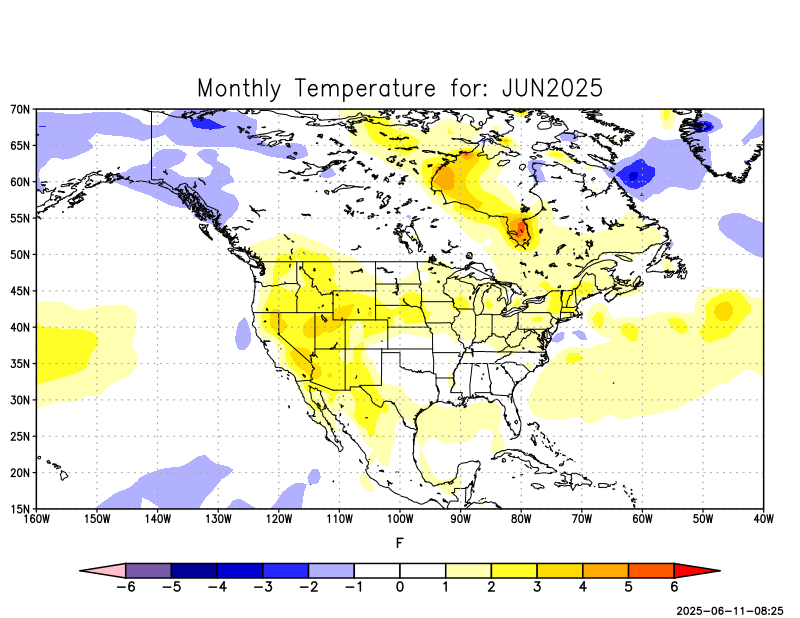 Monthly Temperature for: JUN2025
70N
65N
60N
55N
50N
45N
40N
35N
30N
25N
20N
15N
160W 150W 140W 130W 120W 110W 100W 90W 80W 70W 60W 50W 40W
F
-6 -5 -4 -3 -2 -1 0 1 2 3 4 5 6
2025-06-11-08:25